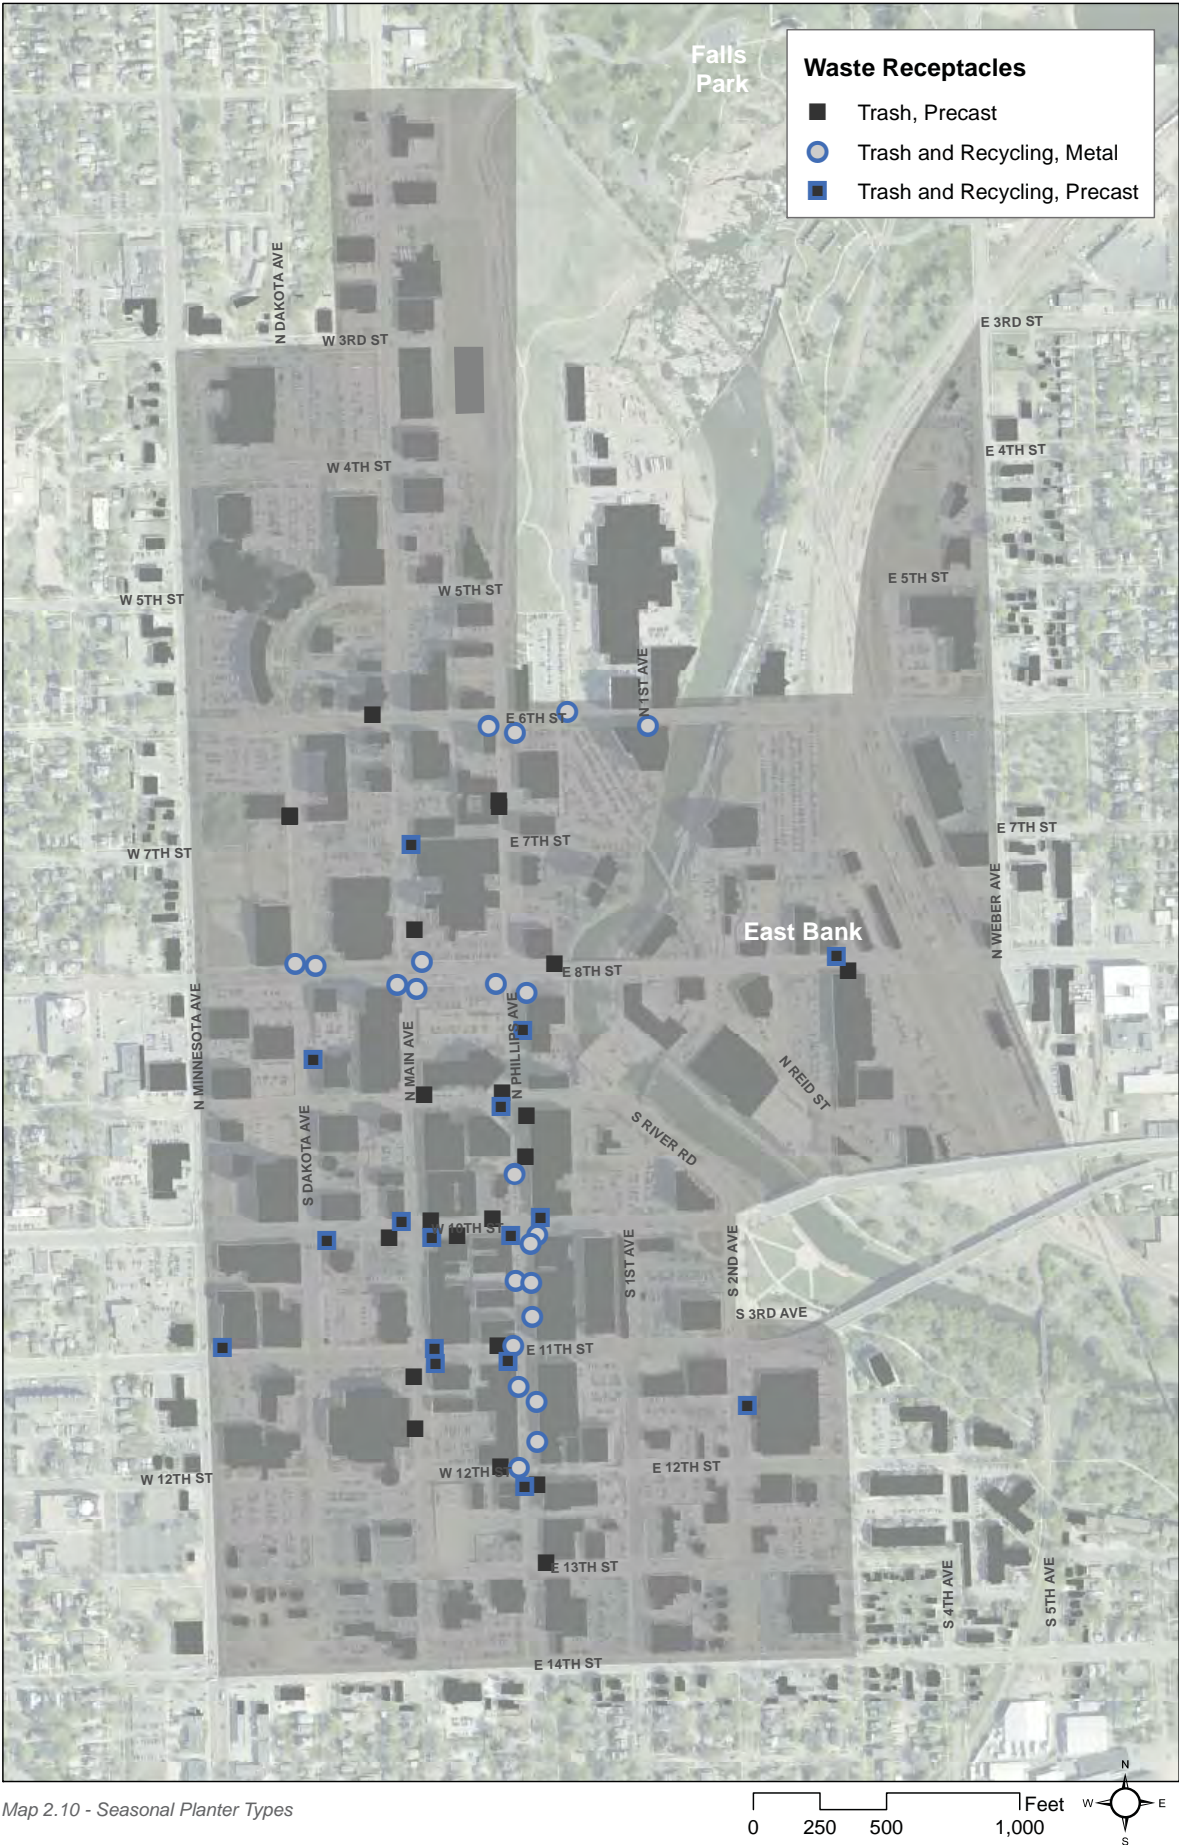 Falls
Park
Waste Receptacles
Trash, Precast
Trash and Recycling, Metal
Trash and Recycling, Precast
N DAKOTA AVE
W 3RD ST
E 3RD ST
E 4TH ST
W 4TH ST
E 5TH ST
W 5TH ST
W 5TH ST
N 1ST AVE
E 6TH ST
E 7TH ST
E 7TH ST
W 7TH ST
N WEBER AVE
East Bank
E 8TH ST
N MINNESOTA AVE
N MAIN AVE
N PHILLIPS AVE
N REID ST
S RIVER RD
S DAKOTA AVE
W 10TH ST
S 1ST AVE
S 2ND AVE
S 3RD AVE
E 11TH ST
W 12TH ST
W 12TH ST
E 12TH ST
E 13TH ST
S 4TH AVE
S 5TH AVE
E 14TH ST
Map 2.10 - Seasonal Planter Types
Feet
0 250 500 1,000
N
W E
S